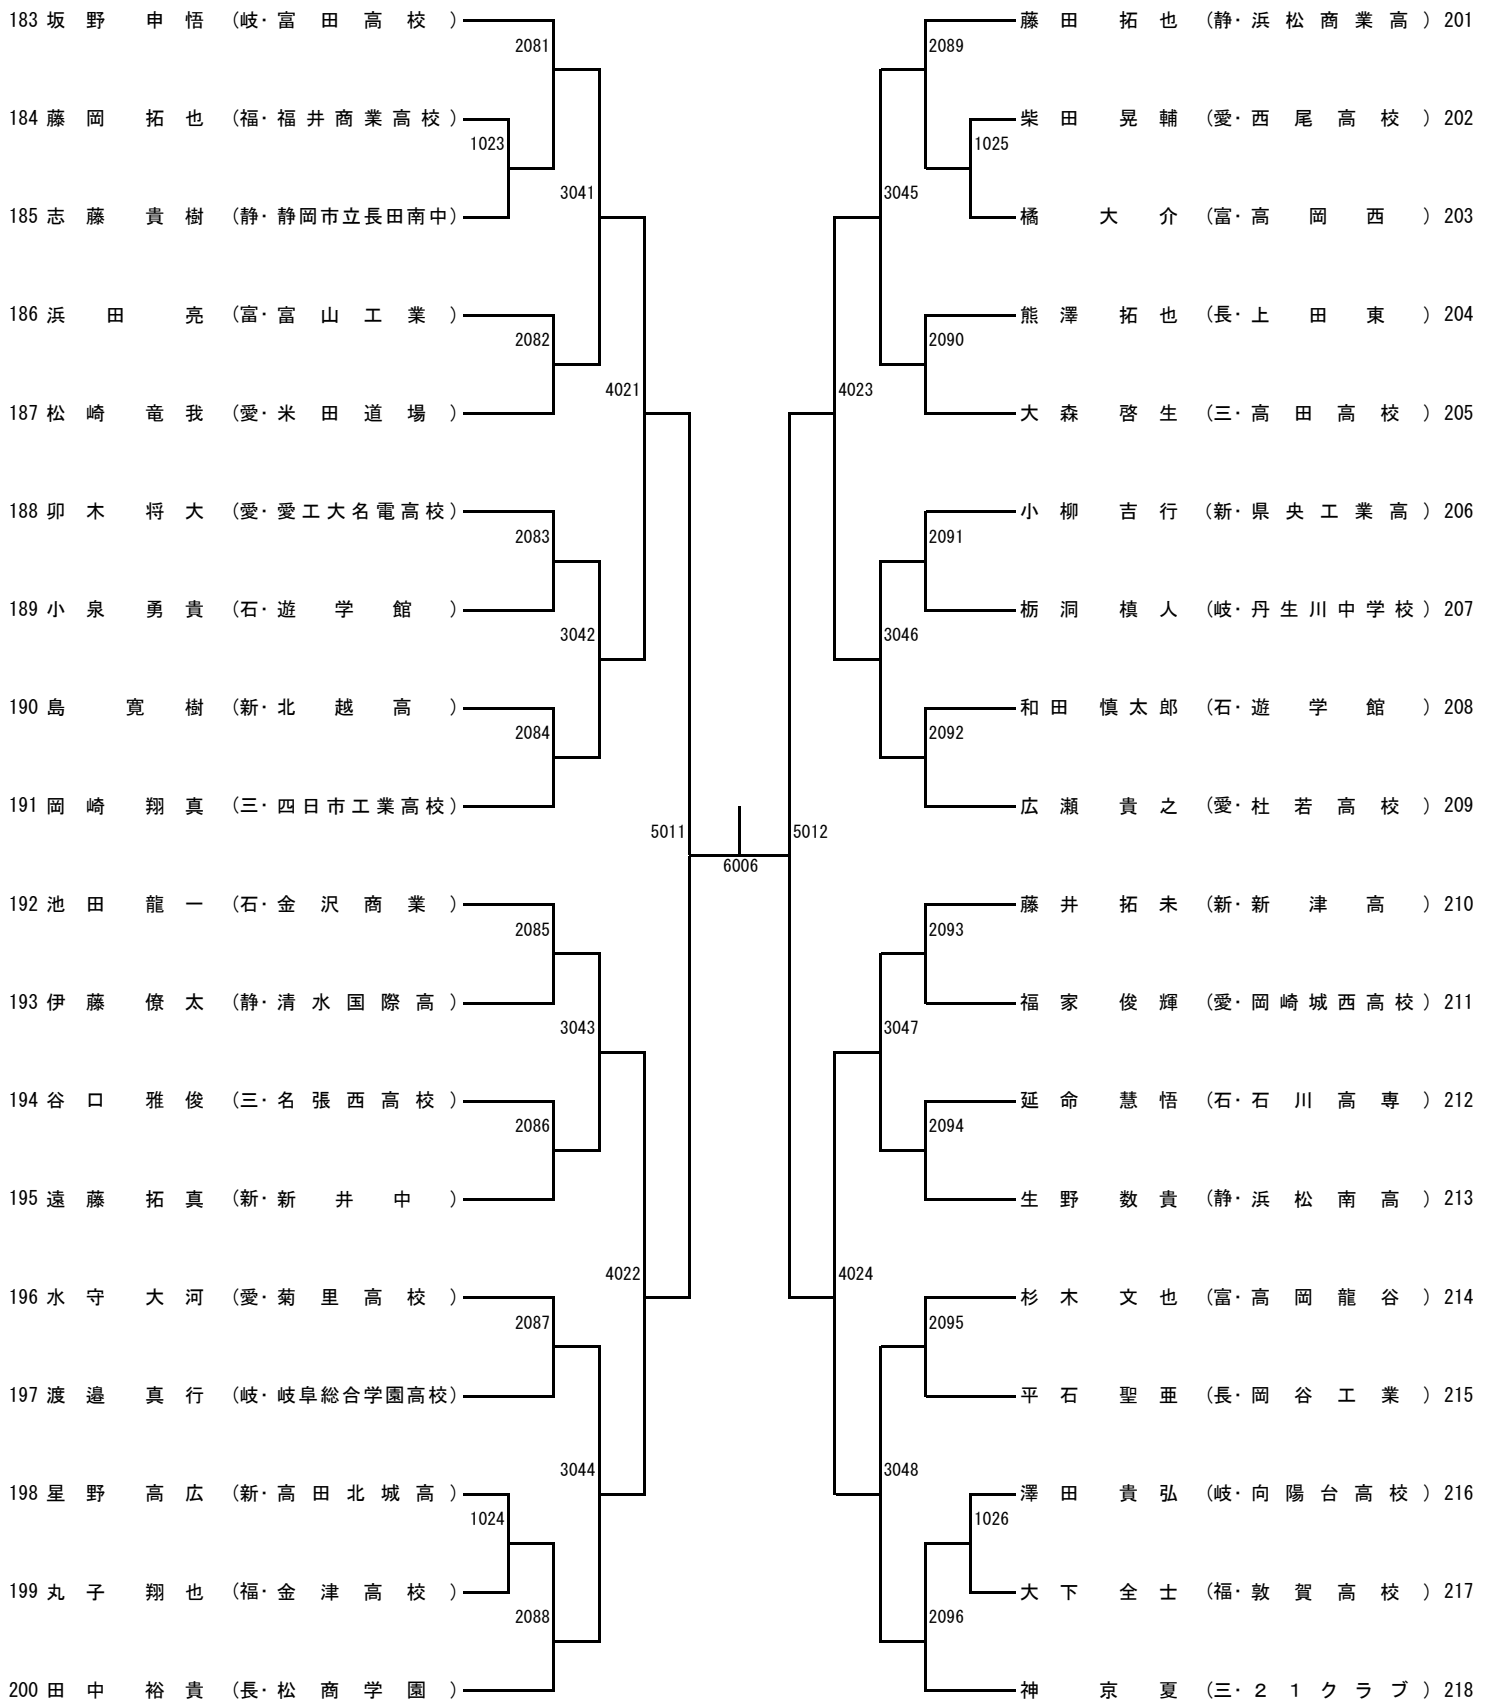 183 坂野 申悟 (岐・富田高校)
184 藤岡 拓也 (福・福井商業高校)
185 志藤 貴樹 (静・静岡市立長田南中)
186 浜田 亮 (富・富山工業)
187 松崎 竜我 (愛・米田道場)
188 卯木 将大 (愛・愛工大名電高校)
189 小泉 勇貴 (石・遊学館)
190 島 寛樹 (新・北越高)
191 岡崎 翔真 (三・四日市工業高校)
192 池田 龍一 (石・金沢商業)
193 伊藤 僚太 (静・清水国際高)
194 谷口 雅俊 (三・名張西高校)
195 遠藤 拓真 (新・新井中)
196 水守 大河 (愛・菊里高校)
197 渡邉 真行 (岐・岐阜総合学園高校)
198 星野 高広 (新・高田北城高)
199 丸子 翔也 (福・金津高校)
200 田中 裕貴 (長・松商学園)
2081
1023
3041
2082
4021
2083
3042
2084
5011
2085
3043
2086
4022
2087
3044
1024
2088
6006
5012
2089
1025
3045
2090
4023
2091
3046
2092
2093
3047
2094
4024
2095
3048
1026
2096
藤田 拓也 (静・浜松商業高) 201
柴田 晃輔 (愛・西尾高校) 202
橘 大介 (富・高岡西) 203
熊澤 拓也 (長・上田東) 204
大森 啓生 (三・高田高校) 205
小柳 吉行 (新・県央工業高) 206
栃洞 槙人 (岐・丹生川中学校) 207
和田 慎太郎 (石・遊学館) 208
広瀬 貴之 (愛・杜若高校) 209
藤井 拓未 (新・新津高) 210
福家 俊輝 (愛・岡崎城西高校) 211
延命 慧悟 (石・石川高専) 212
生野 数貴 (静・浜松南高) 213
杉木 文也 (富・高岡龍谷) 214
平石 聖亜 (長・岡谷工業) 215
澤田 貴弘 (岐・向陽台高校) 216
大下 全士 (福・敦賀高校) 217
神 京夏 (三・21クラブ) 218